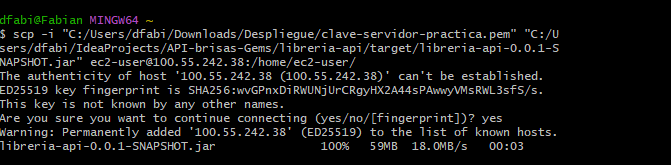 dfabi@Fabian MINGW64 ~
$ scp -i "C:/Users/dfabi/Downloads/Despliegue/clave-servidor-practica.pem" "C:/U
sers/dfabi/IdeaProjects/API-brisas-Gems/libreria-api/target/libreria-api-0.0.1-S
NAPSHOT.jar" ec2-user@100.55.242.38:/home/ec2-user/
The authenticity of host '100.55.242.38 (100.55.242.38)' can't be established.
ED25519 key fingerprint is SHA256:wvGPnxDiRWUNjUrCRgyHX2A44sPAwwyVMsRWL3sfS/s.
This key is not known by any other names.
Are you sure you want to continue connecting (yes/no/[fingerprint])? yes
Warning: Permanently added '100.55.242.38' (ED25519) to the list of known hosts.
libreria-api-0.0.1-SNAPSHOT.jar 100% 59MB 18.0MB/s 00:03